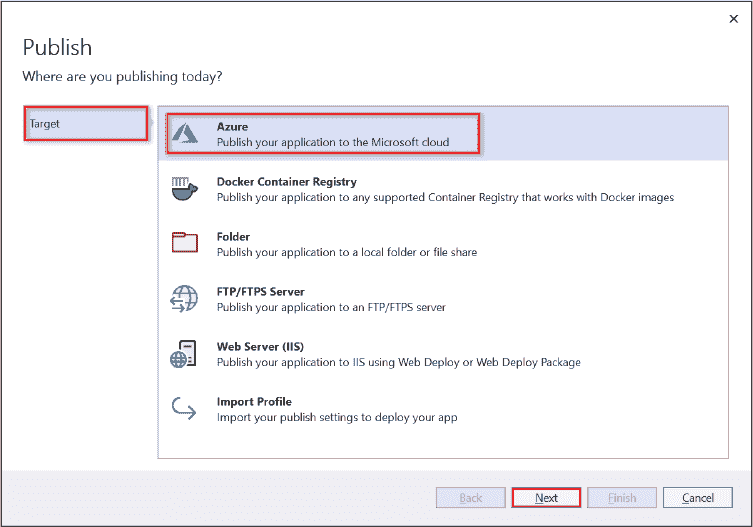 Publish
Where are you publishing today?
Target
Azure
Publish your application to the Microsoft cloud
Docker Container Registry
Publish your application to any supported Container Registry that works with Docker images
Folder
Publish your application to a local folder or file share
FTP/FTPS Server
Publish your application to an FTP/FTPS server
Web Server (IIS)
Publish your application to IIS using Web Deploy or Web Deploy Package
Import Profile
Import your publish settings to deploy your app
Back
Next
Finish
Cancel